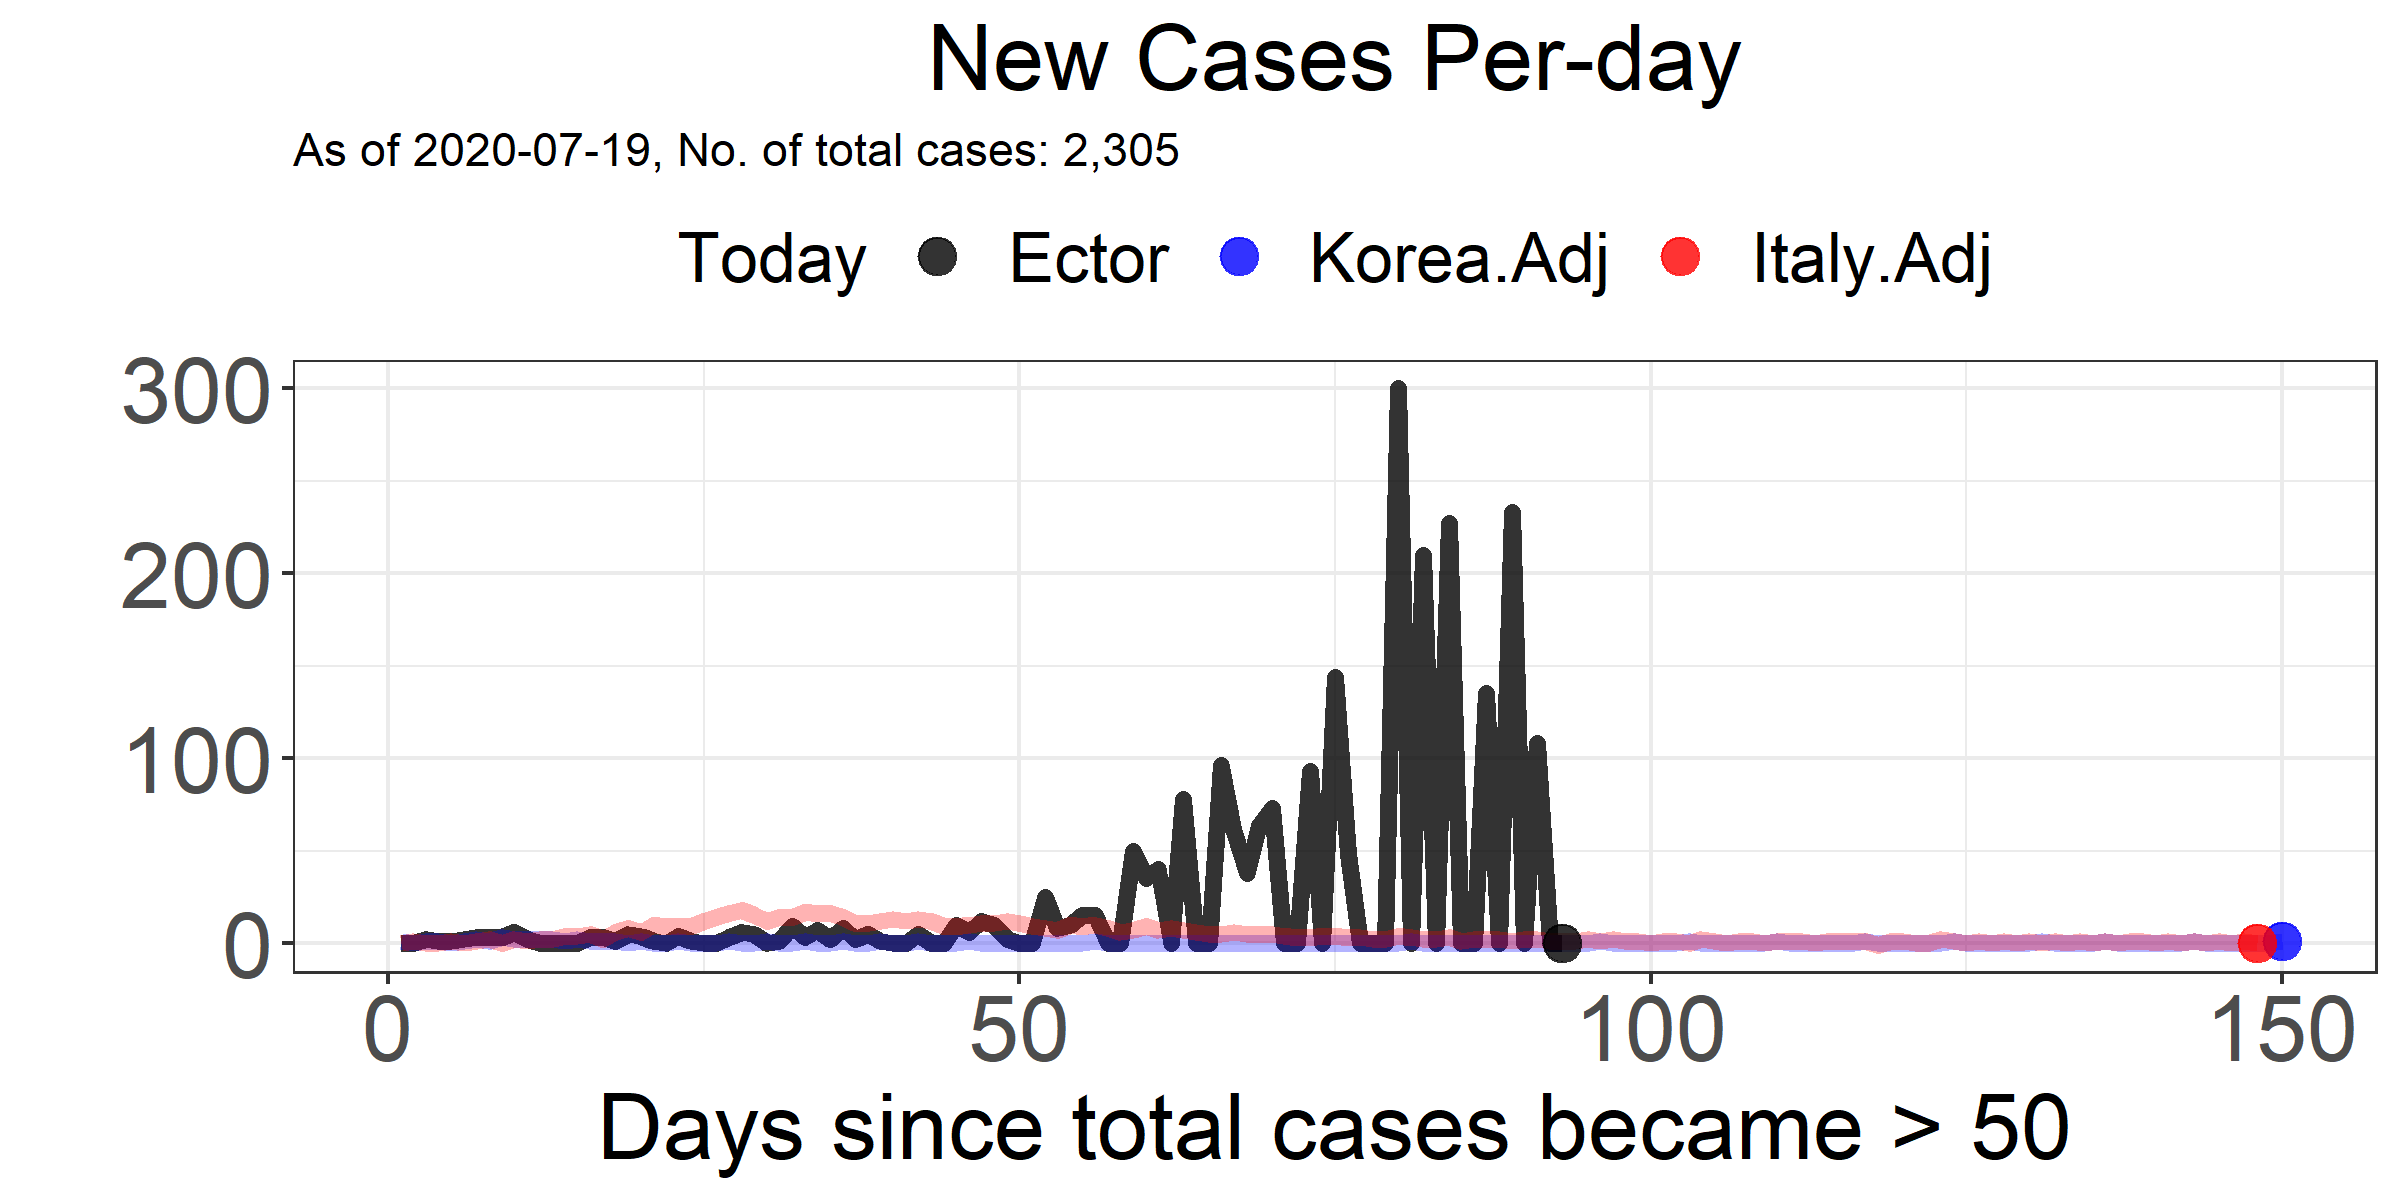 New Cases Per-day
As of 2020-07-19, No. of total cases: 2,305
Today Ector Korea.Adj Italy.Adj
300
200
100
0
0 50 100 150
Days since total cases became > 50